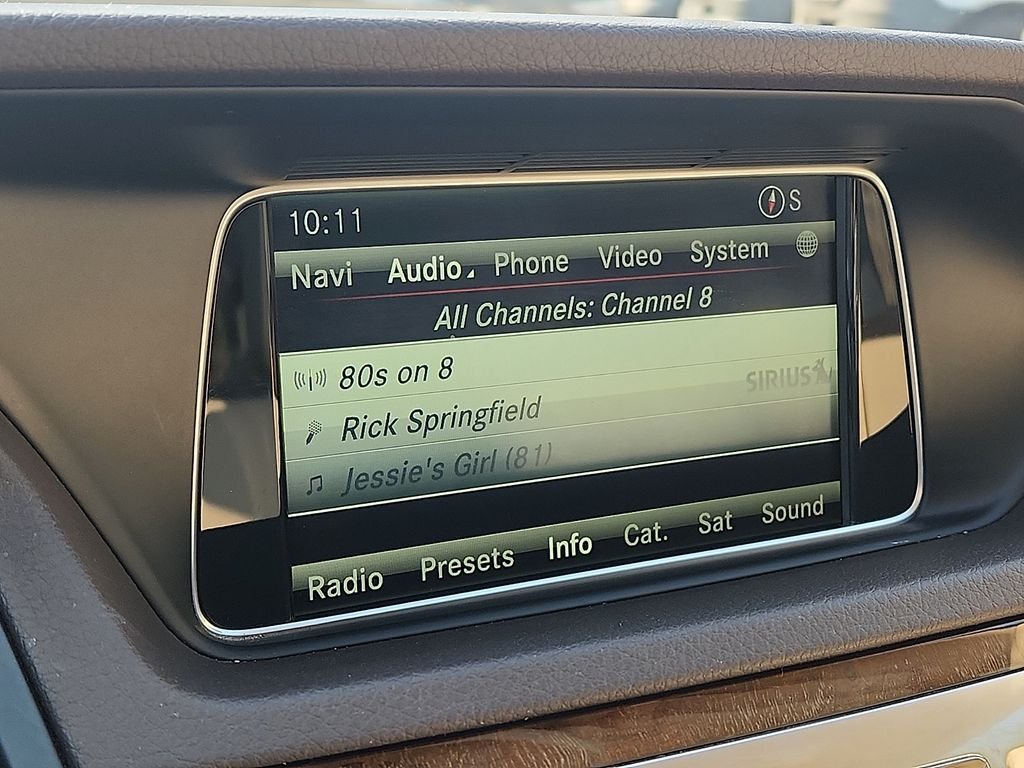 10:11 S
Navi Audio Phone Video System
All Channels: Channel 8
80s on 8
SIRIUS
Rick Springfield
Jessie's Girl (81)
Radio Presets Info Cat. Sat Sound